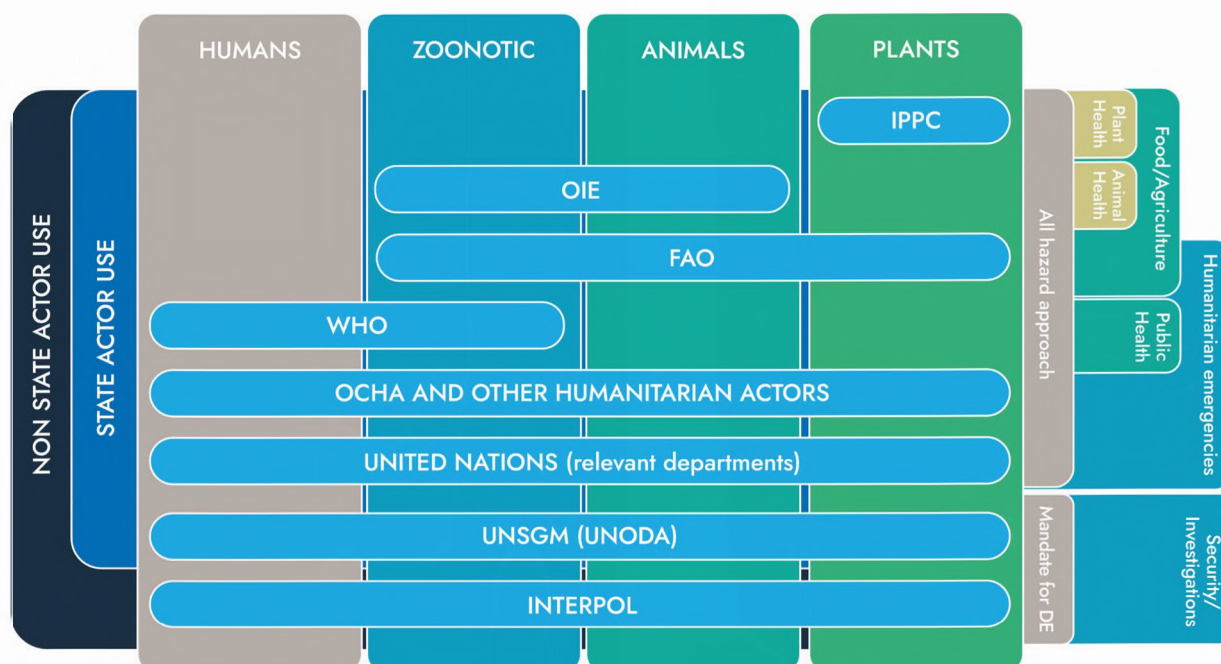 HUMANS
ZOONOTIC
ANIMALS
PLANTS
NON STATE ACTOR USE
STATE ACTOR USE
IPPC
OIE
FAO
WHO
OCHA AND OTHER HUMANITARIAN ACTORS
UNITED NATIONS (relevant departments)
UNSGM (UNODA)
INTERPOL
All hazard approach
Mandate for DE
Plant
Health
Animal
Health
Food/Agriculture
Public
Health
Humanitarian emergencies
Security/
Investigations